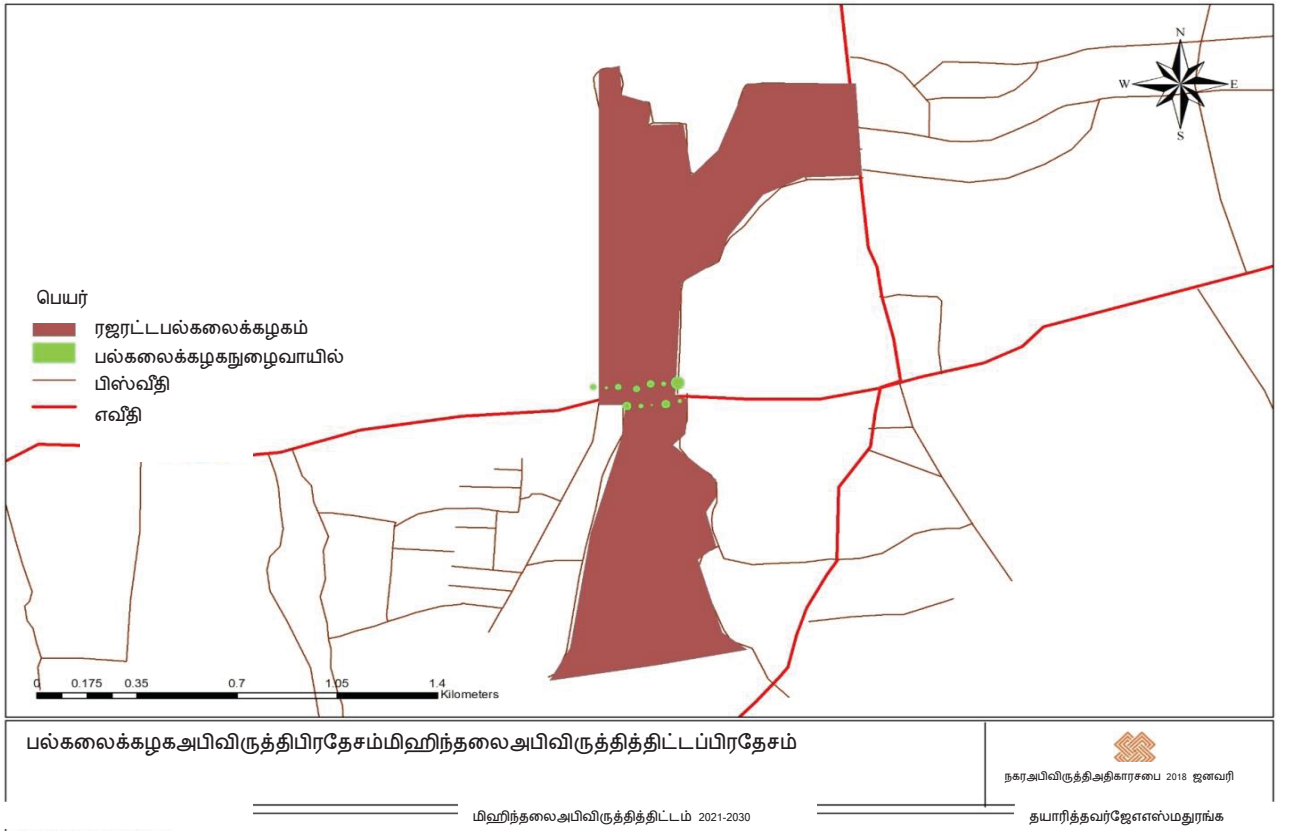 N
W E
S
பெயர்
ரஜரட்டபல்கலைக்கழகம்
பல்கலைக்கழகநுழைவாயில்
பிஸ்வீதி
எவீதி
0 0.175 0.35 0.7 1.05 1.4
Kilometers
பல்கலைக்கழகஅபிவிருத்திபிரதேசம்மிஹிந்தலைஅபிவிருத்தித்திட்டப்பிரதேசம்
நகரஅபிவிருத்திஅதிகாரசபை 2018 ஜனவரி
மிஹிந்தலைஅபிவிருத்தித்திட்டம் 2021-2030
தயாரித்தவர்ஜேஎஎஸ்மதுரங்க